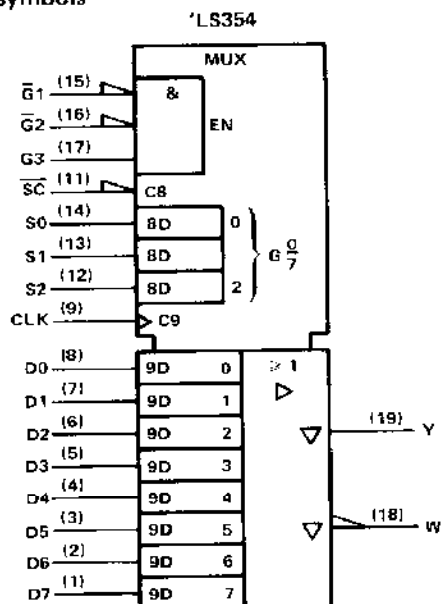 symbols
'LS354
MUX
G̅1 (15) &
G̅2 (16) EN
G3 (17)
S̅C̅ (11) C8
S0 (14) 8D 0
S1 (13) 8D G 0/7
S2 (12) 8D 2
CLK (9) C9
D0 (8) 9D 0 ≥ 1
D1 (7) 9D 1
D2 (6) 9D 2 (19) Y
D3 (5) 9D 3
D4 (4) 9D 4
D5 (3) 9D 5 (18) W
D6 (2) 9D 6
D7 (1) 9D 7